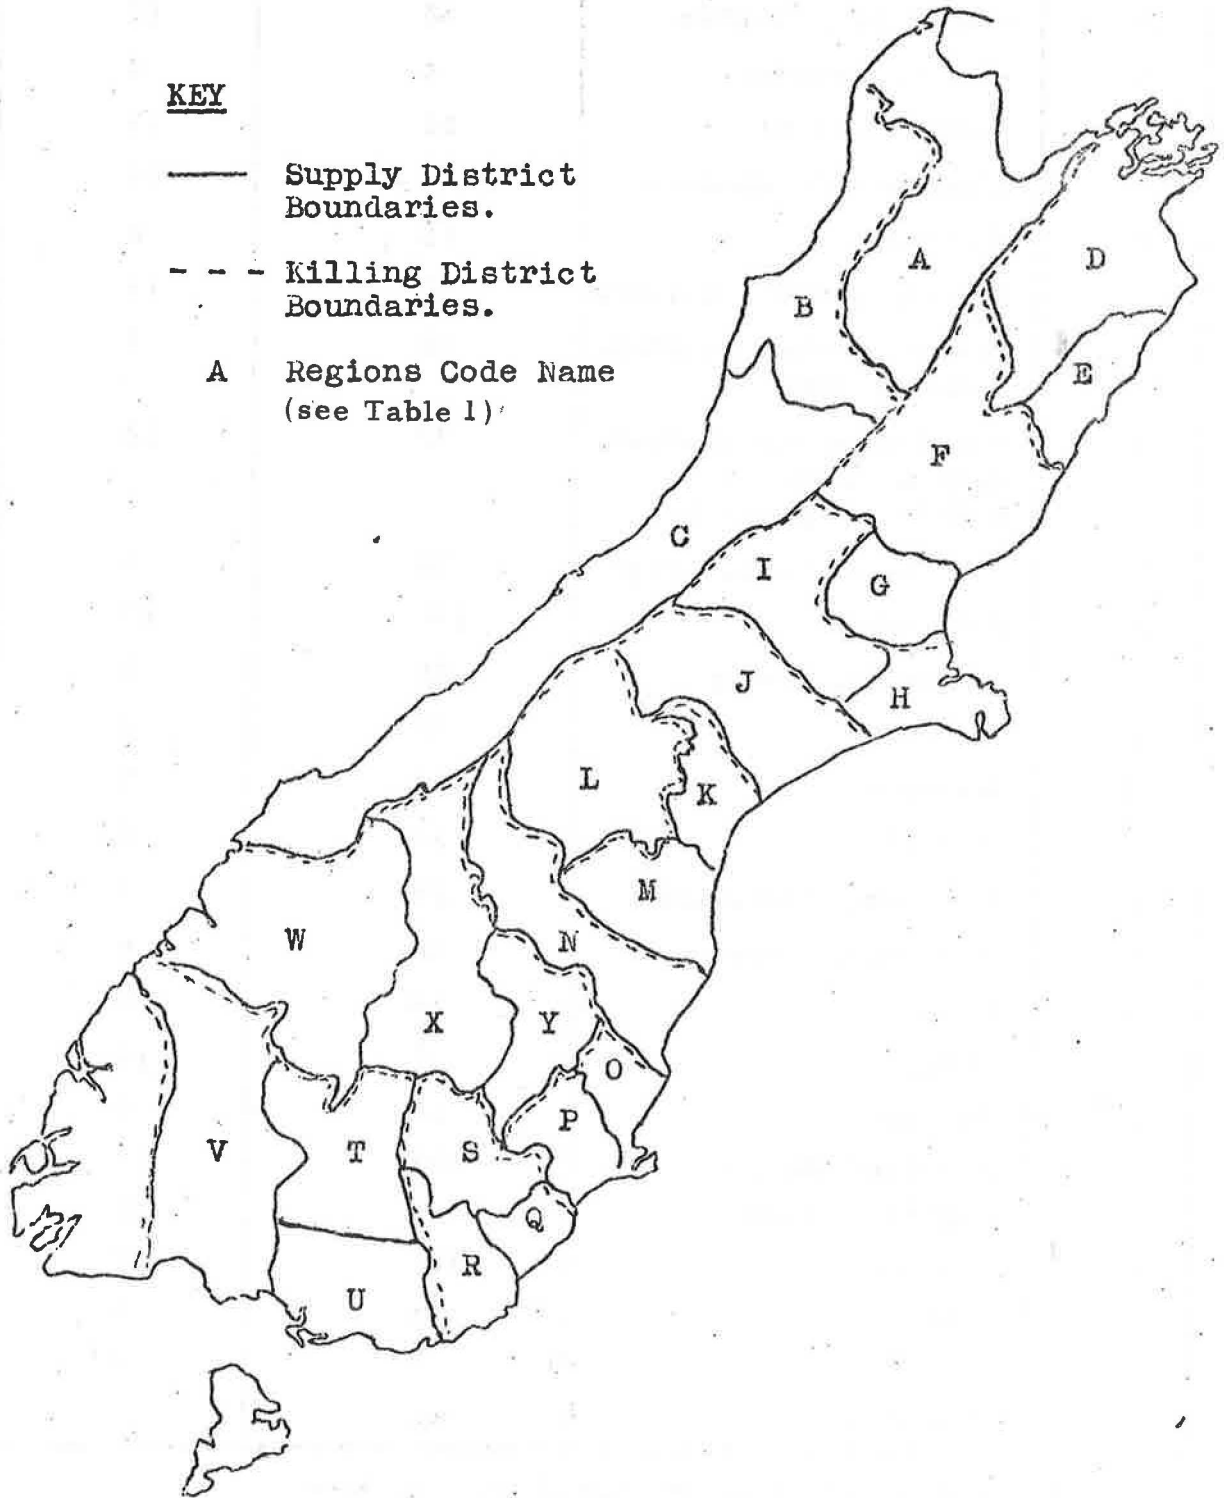 KEY
Supply District
Boundaries.
Killing District
Boundaries.
A Regions Code Name
(see Table 1)
A
D
B
E
F
C
I
G
J
H
L
K
M
W
N
X
Y
O
P
V
T
S
Q
R
U